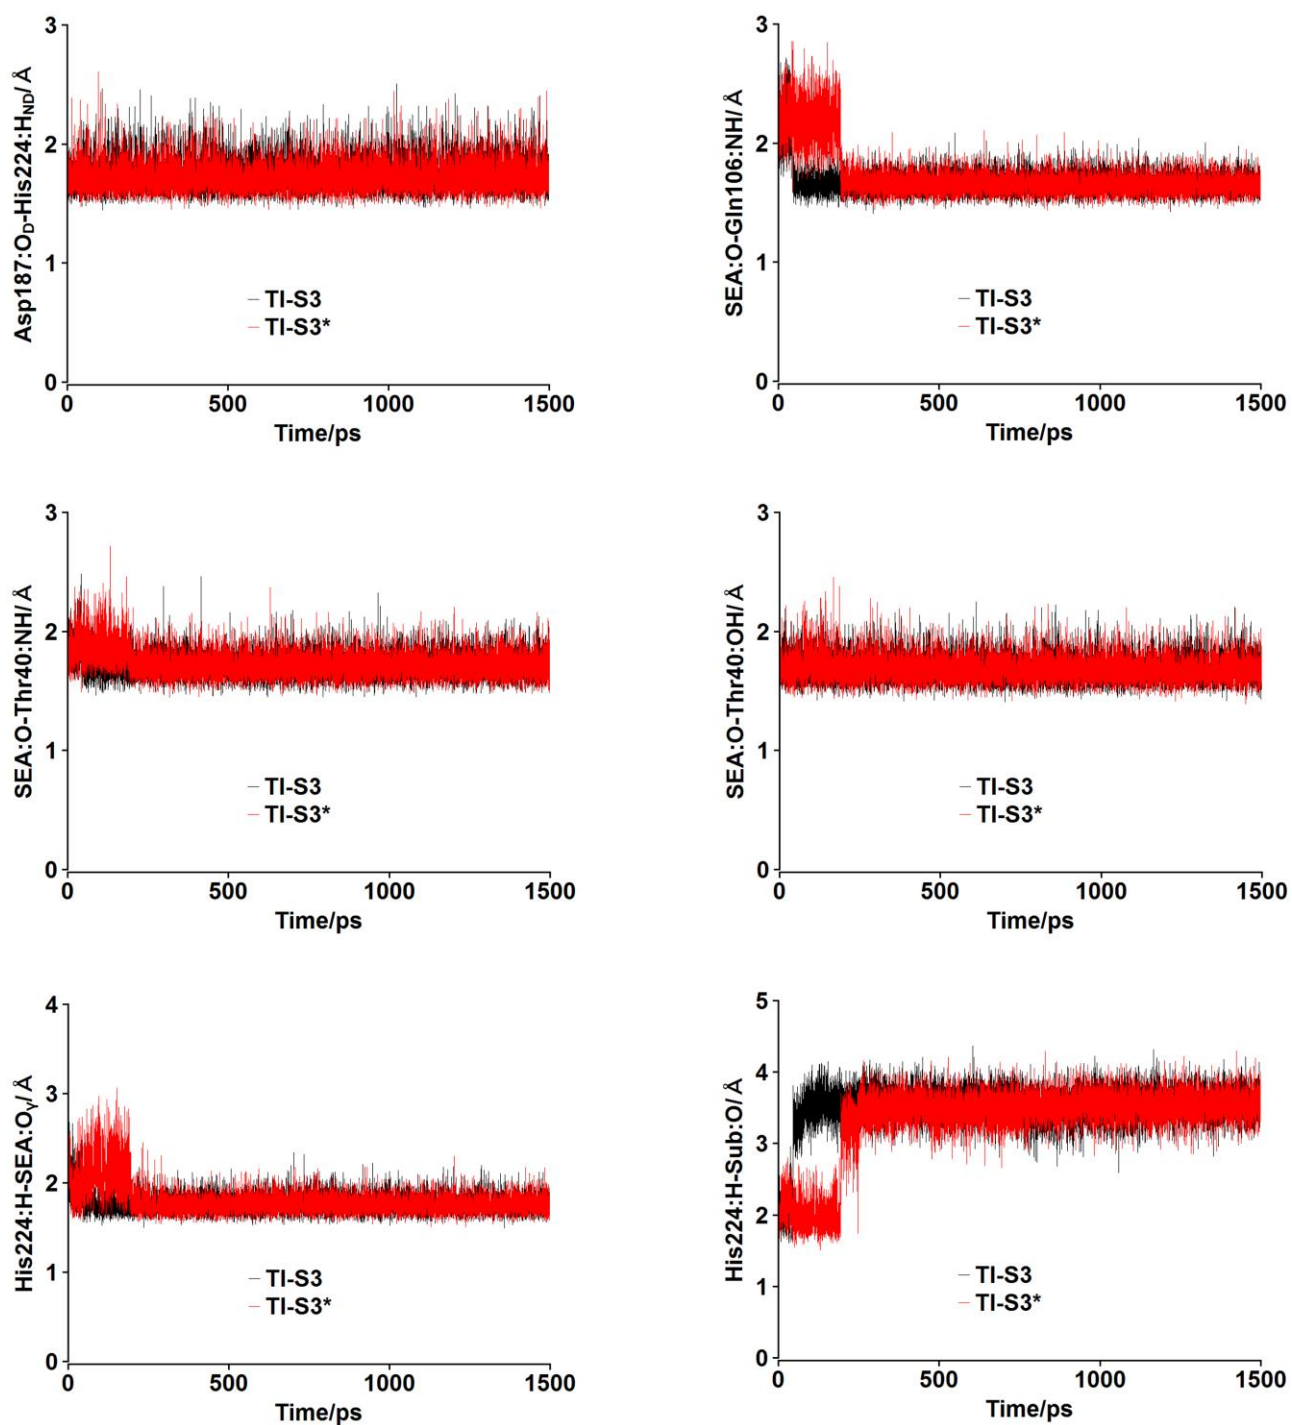 Asp187:O_D-His224:H_ND/Å
3
2
1
0
TI-S3
TI-S3*
0 500 1000 1500
Time/ps
SEA:O-Gln106:NH/Å
3
2
1
0
TI-S3
TI-S3*
0 500 1000 1500
Time/ps
SEA:O-Thr40:NH/Å
3
2
1
0
TI-S3
TI-S3*
0 500 1000 1500
Time/ps
SEA:O-Thr40:OH/Å
3
2
1
0
TI-S3
TI-S3*
0 500 1000 1500
Time/ps
His224:H-SEA:Oγ/Å
4
3
2
1
0
TI-S3
TI-S3*
0 500 1000 1500
Time/ps
His224:H-Sub:O/Å
5
4
3
2
1
0
TI-S3
TI-S3*
0 500 1000 1500
Time/ps